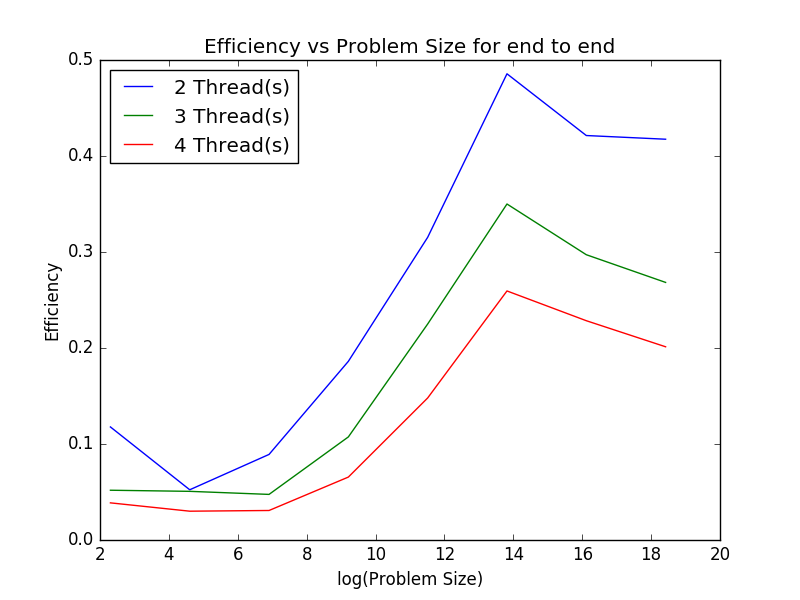 Efficiency vs Problem Size for end to end
0.5
0.4
0.3
0.2
0.1
0.0
Efficiency
2 Thread(s)
3 Thread(s)
4 Thread(s)
2 4 6 8 10 12 14 16 18 20
log(Problem Size)